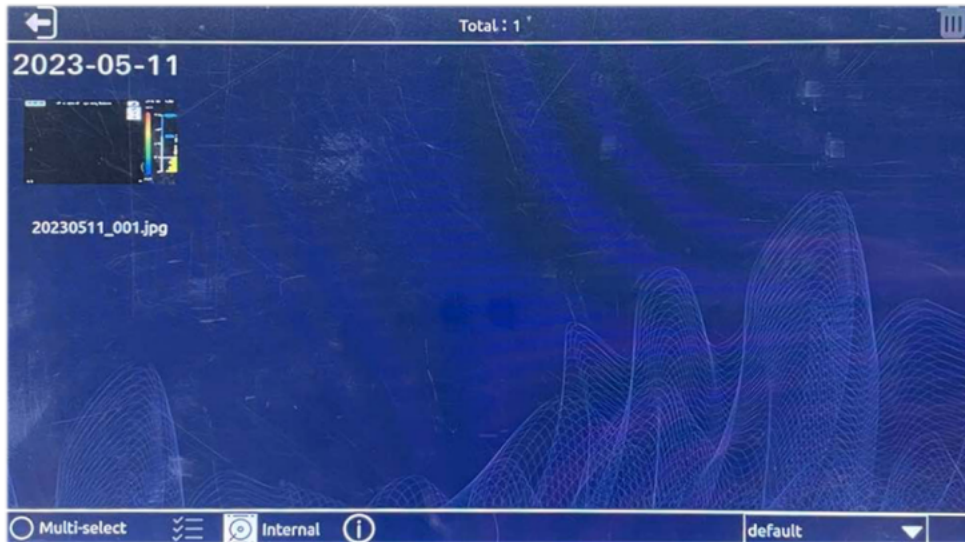 Total: 1
2023-05-11
20230511_001.jpg
Multi-select
Internal
default